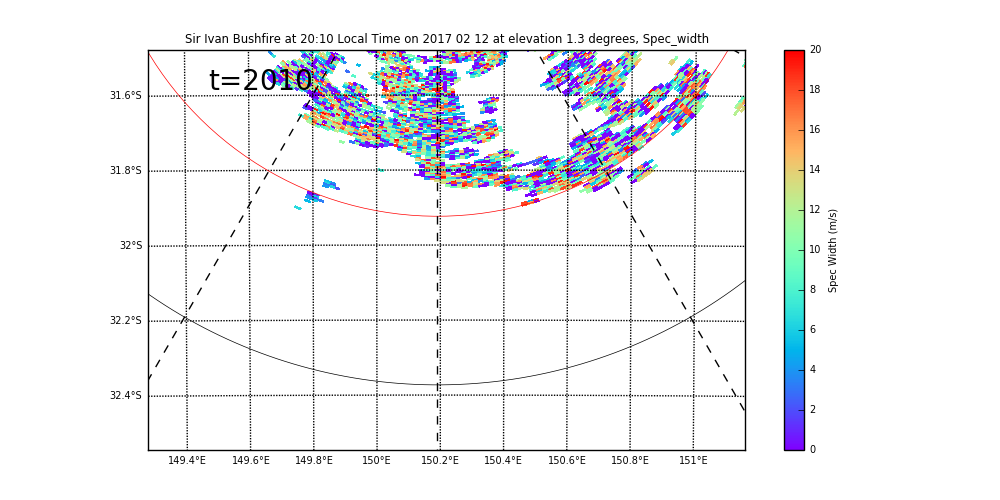 Sir Ivan Bushfire at 20:10 Local Time on 2017 02 12 at elevation 1.3 degrees, Spec_width
t=2010
31.6°S
31.8°S
32°S
32.2°S
32.4°S
149.4°E 149.6°E 149.8°E 150°E 150.2°E 150.4°E 150.6°E 150.8°E 151°E
20
18
16
14
12
10
8
6
4
2
0
Spec Width (m/s)